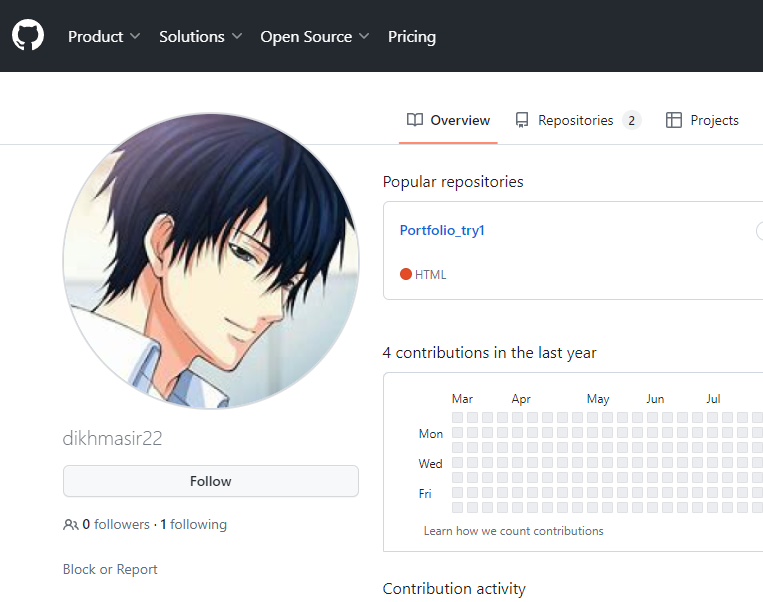 Product Solutions Open Source Pricing
Overview Repositories 2 Projects
Popular repositories
Portfolio_try1
HTML
4 contributions in the last year
Mar Apr May Jun Jul
Mon
Wed
Fri
Learn how we count contributions
Contribution activity
dikhmasir22
Follow
0 followers · 1 following
Block or Report